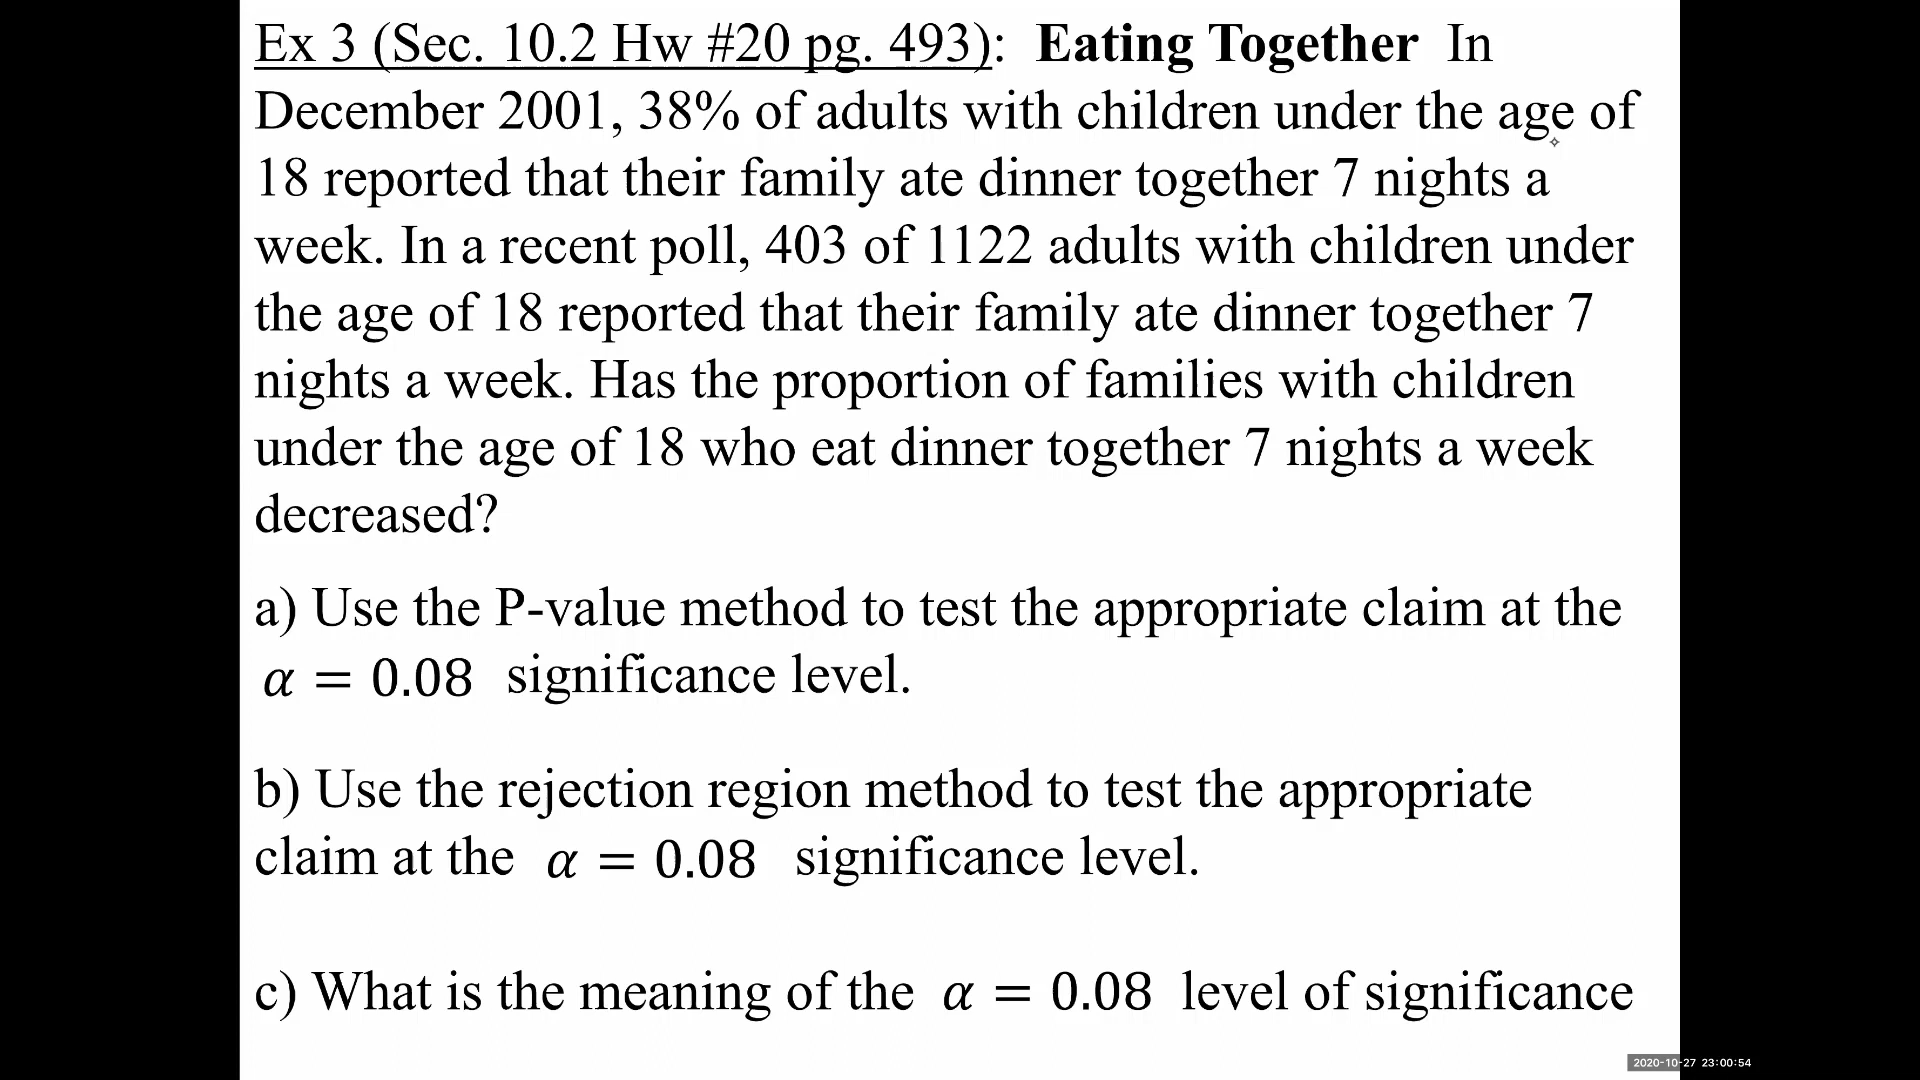 Ex 3 (Sec. 10.2 Hw #20 pg. 493): Eating Together In
December 2001, 38% of adults with children under the age of
18 reported that their family ate dinner together 7 nights a
week. In a recent poll, 403 of 1122 adults with children under
the age of 18 reported that their family ate dinner together 7
nights a week. Has the proportion of families with children
under the age of 18 who eat dinner together 7 nights a week
decreased?
a) Use the P-value method to test the appropriate claim at the
α = 0.08 significance level.
b) Use the rejection region method to test the appropriate
claim at the α = 0.08 significance level.
c) What is the meaning of the α = 0.08 level of significance
2020-10-27 23:00:54